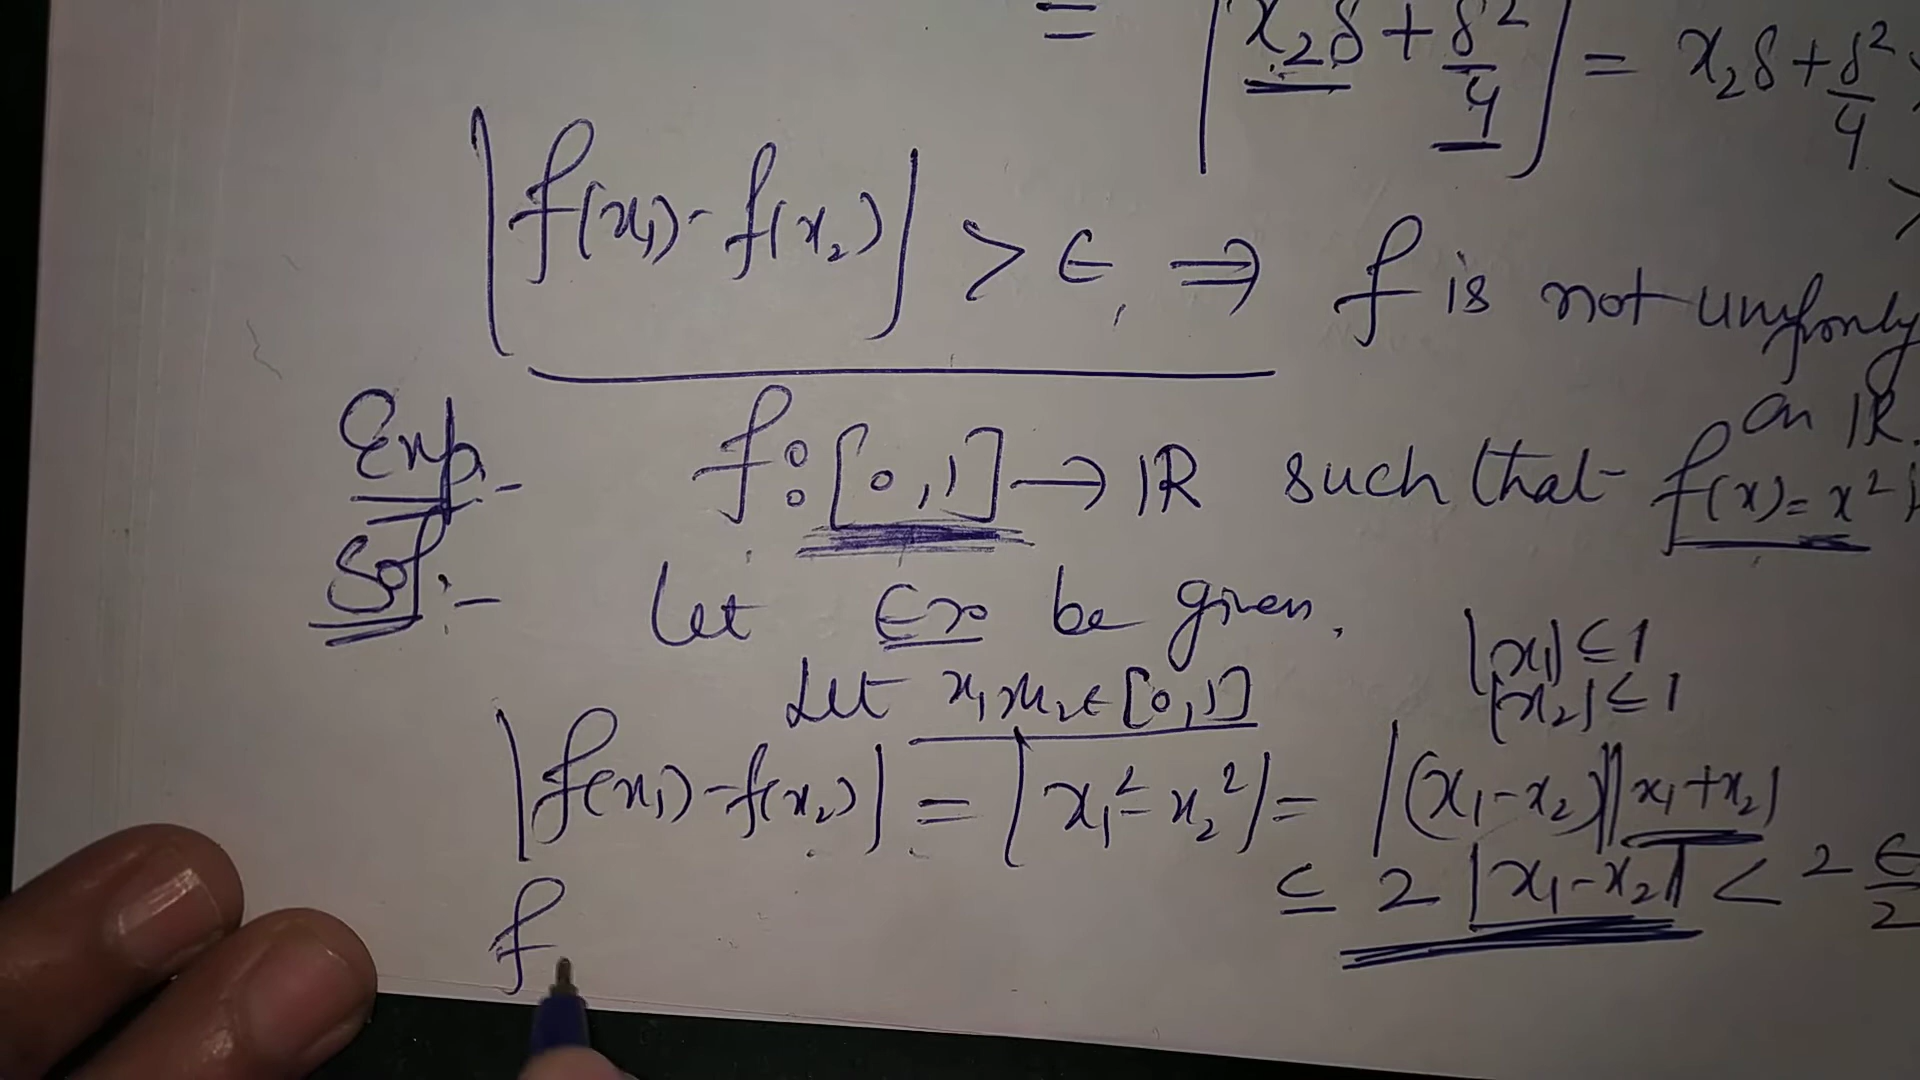 = |x₂δ + δ²/4| = x₂δ + δ²/4 >
|f(x₁) - f(x₂)| > ϵ, ⇒ f is not uniformly
on IR.
Exp. - f: [0,1] → IR such that f(x) = x²
Sol: - Let ϵ>0 be given.
Let x₁, x₂ ∈ [0,1]
|x₁| ≤ 1
|x₂| ≤ 1
|f(x₁) - f(x₂)| = |x₁² - x₂²| = |(x₁ - x₂)||x₁ + x₂|
≤ 2 |x₁ - x₂| < 2 ϵ/2
f